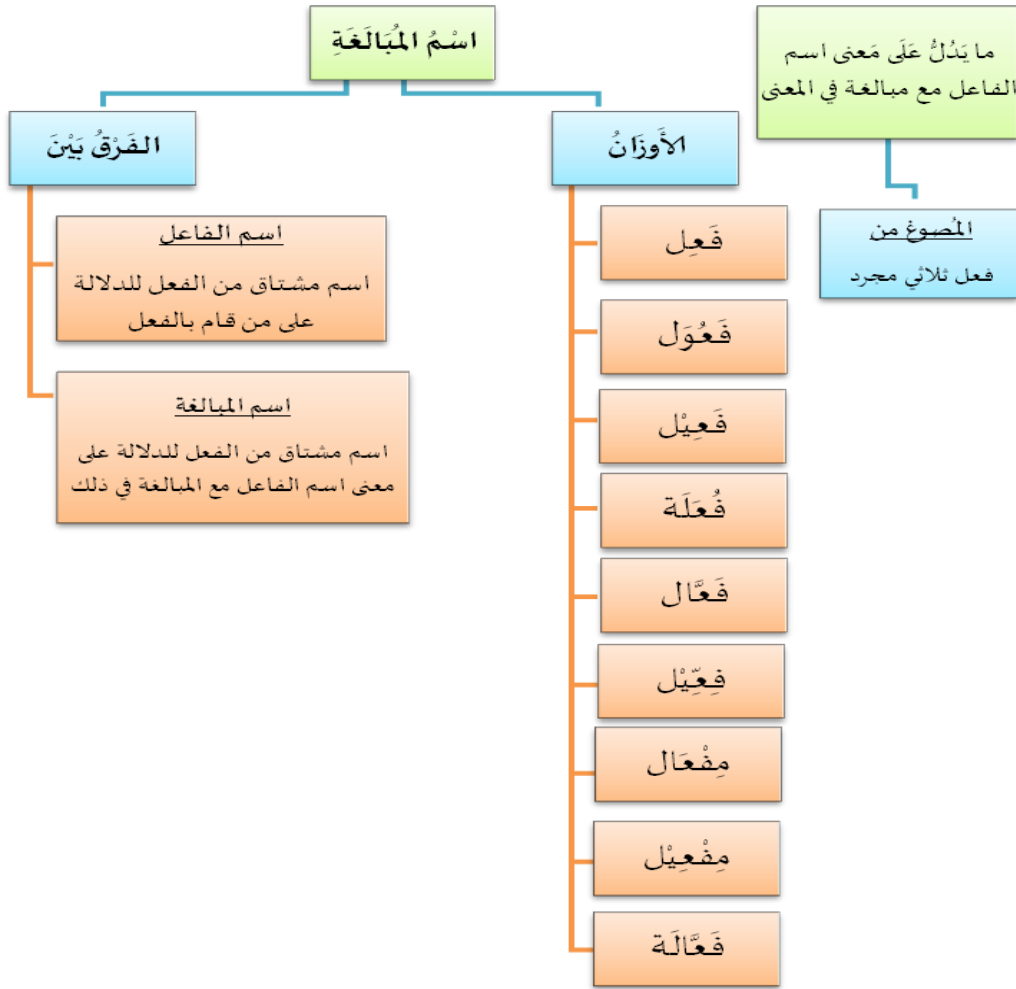 اسْمُ المُبَالَغَةِ
ما يَدُلُّ عَلَى مَعنى اسم
الفاعل مع مبالغة في المعنى
المُصوغ من
فعل ثلاثي مجرد
الأَوزَانُ
فَعِل
فَعُوَل
فَعِيْل
فُعَلَة
فَعَّال
فِعِّيْل
مِفْعَال
مِفْعِيْل
فَعَّالَة
الفَرْقُ بَيْنَ
اسم الفاعل
اسم مشتاق من الفعل للدلالة
على من قام بالفعل
اسم المبالغة
اسم مشتاق من الفعل للدلالة على
معنى اسم الفاعل مع المبالغة في ذلك